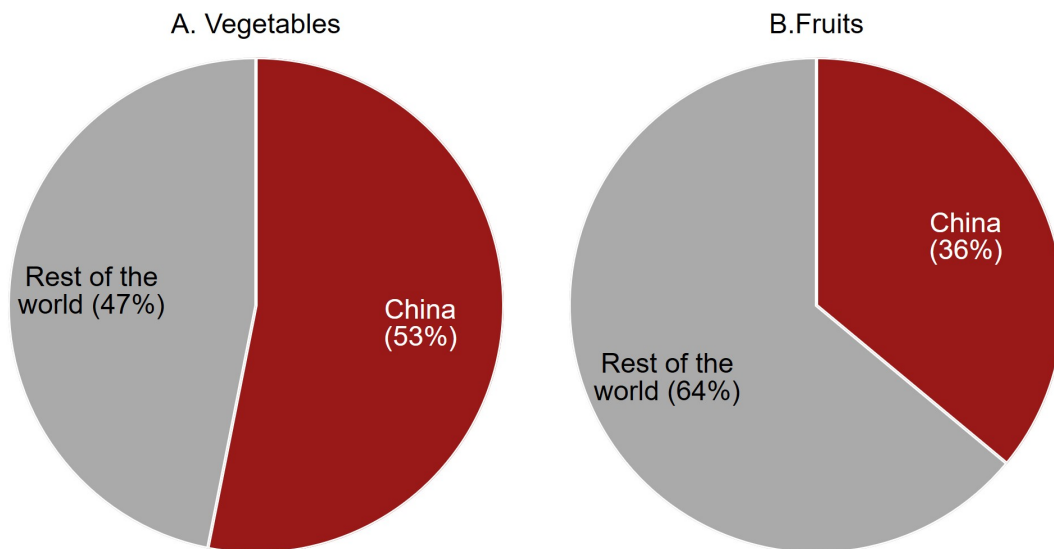 A. Vegetables
Rest of the
world (47%)
China
(53%)
B.Fruits
China
(36%)
Rest of the
world (64%)